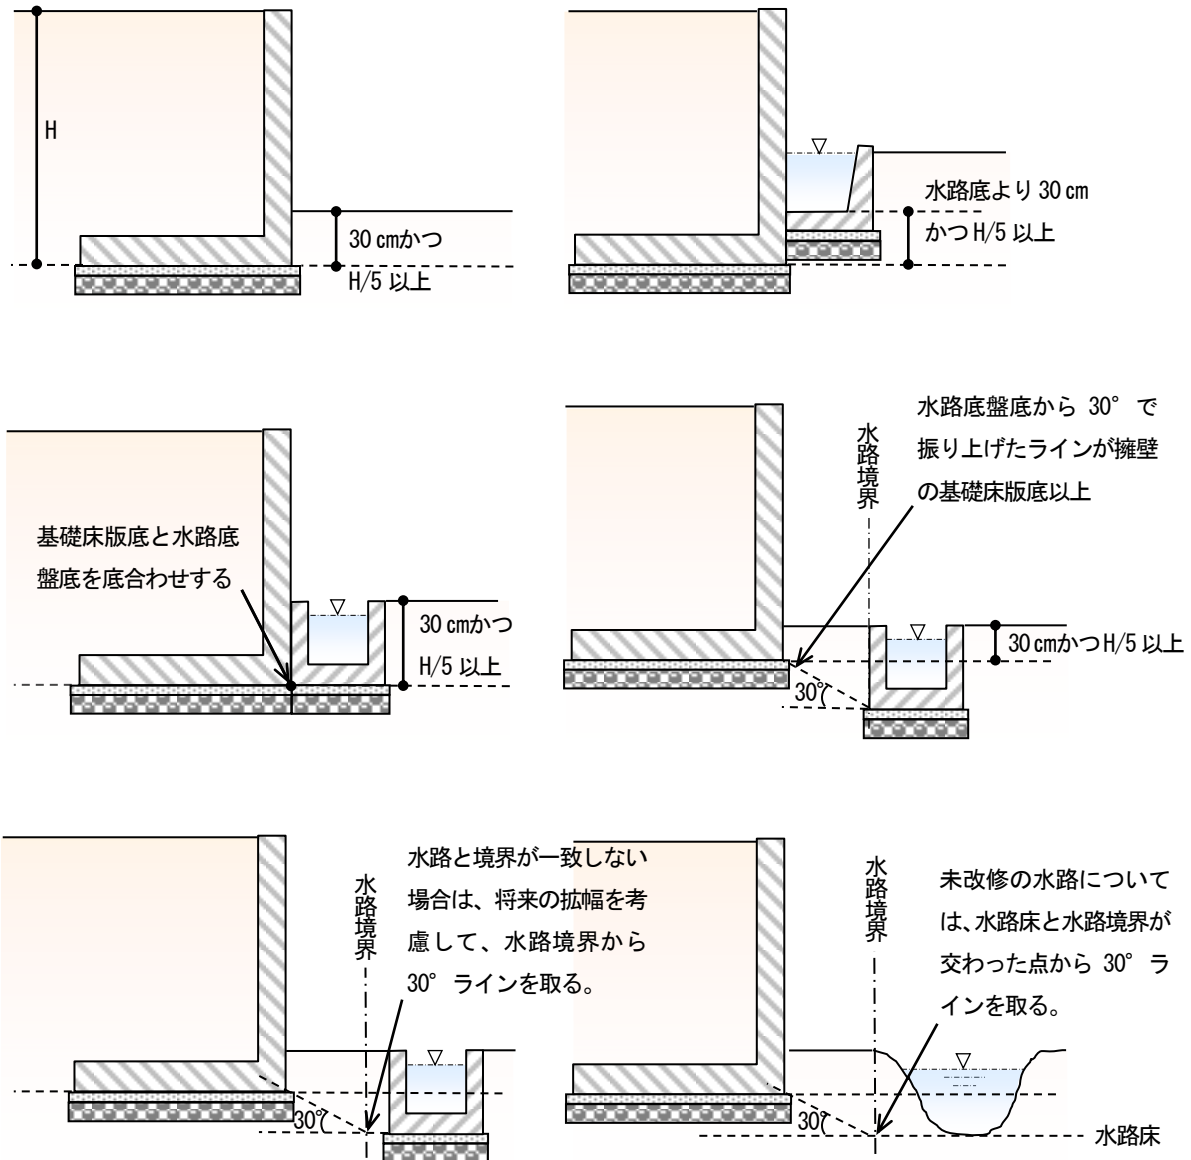 H
30 cmかつ
H/5 以上
水路底より 30 cm
かつ H/5 以上
基礎床版底と水路底
盤底を底合わせする
30 cmかつ
H/5 以上
水路境界
水路底盤底から 30° で
振り上げたラインが擁壁
の基礎床版底以上
30 cmかつ H/5 以上
30°
水路境界
水路と境界が一致しない
場合は、将来の拡幅を考
慮して、水路境界から
30° ラインを取る。
30°
水路境界
未改修の水路について
は、水路床と水路境界が
交わった点から 30° ラ
インを取る。
30°
水路床